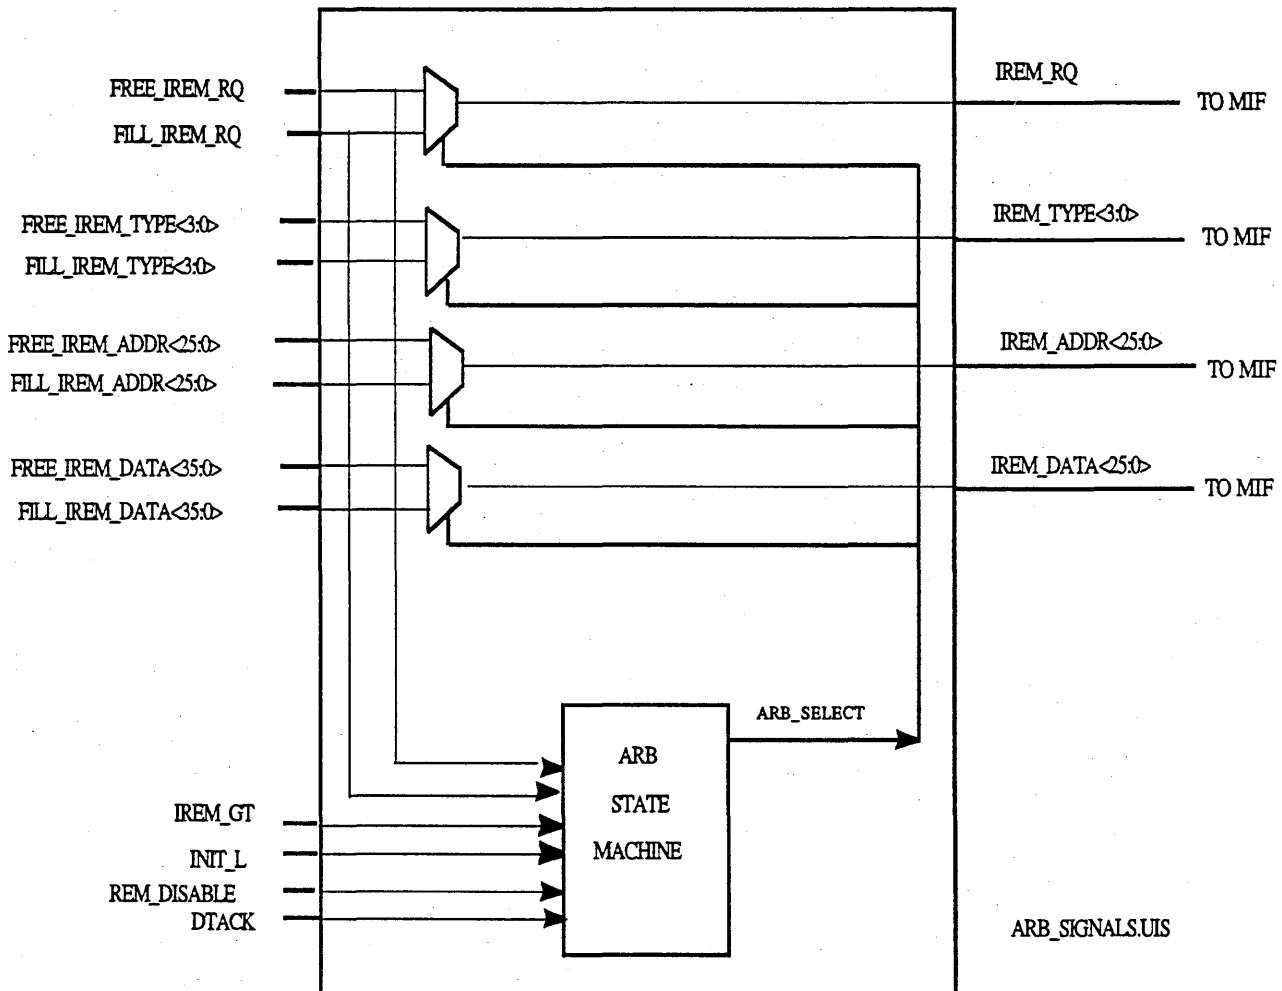 IREM_RQ
FREE_IREM_RQ
TO MIF
FILL_IREM_RQ
IREM_TYPE<3:0>
FREE_IREM_TYPE<3:0>
TO MIF
FILL_IREM_TYPE<3:0>
IREM_ADDR<25:0>
FREE_IREM_ADDR<25:0>
TO MIF
FILL_IREM_ADDR<25:0>
IREM_DATA<25:0>
FREE_IREM_DATA<35:0>
TO MIF
FILL_IREM_DATA<35:0>
ARB_SELECT
ARB
STATE
MACHINE
IREM_GT
INIT_L
REM_DISABLE
DTACK
ARB_SIGNALS.UIS